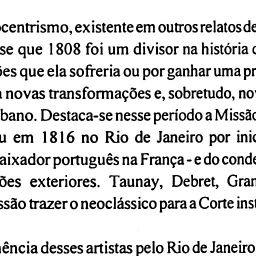 ocentrismo, existente em outros relatos de
se que 1808 foi um divisor na história
ões que ela sofreria ou por ganhar uma
novas transformações e, sobretudo,
bano. Destaca-se nesse período a Missã
u em 1816 no Rio de Janeiro por inic
aixador português na França - e do conde
ões exteriores. Taunay, Debret, Gran
ssão trazer o neoclássico para a Corte inst
ência desses artistas pelo Rio de Janeiro